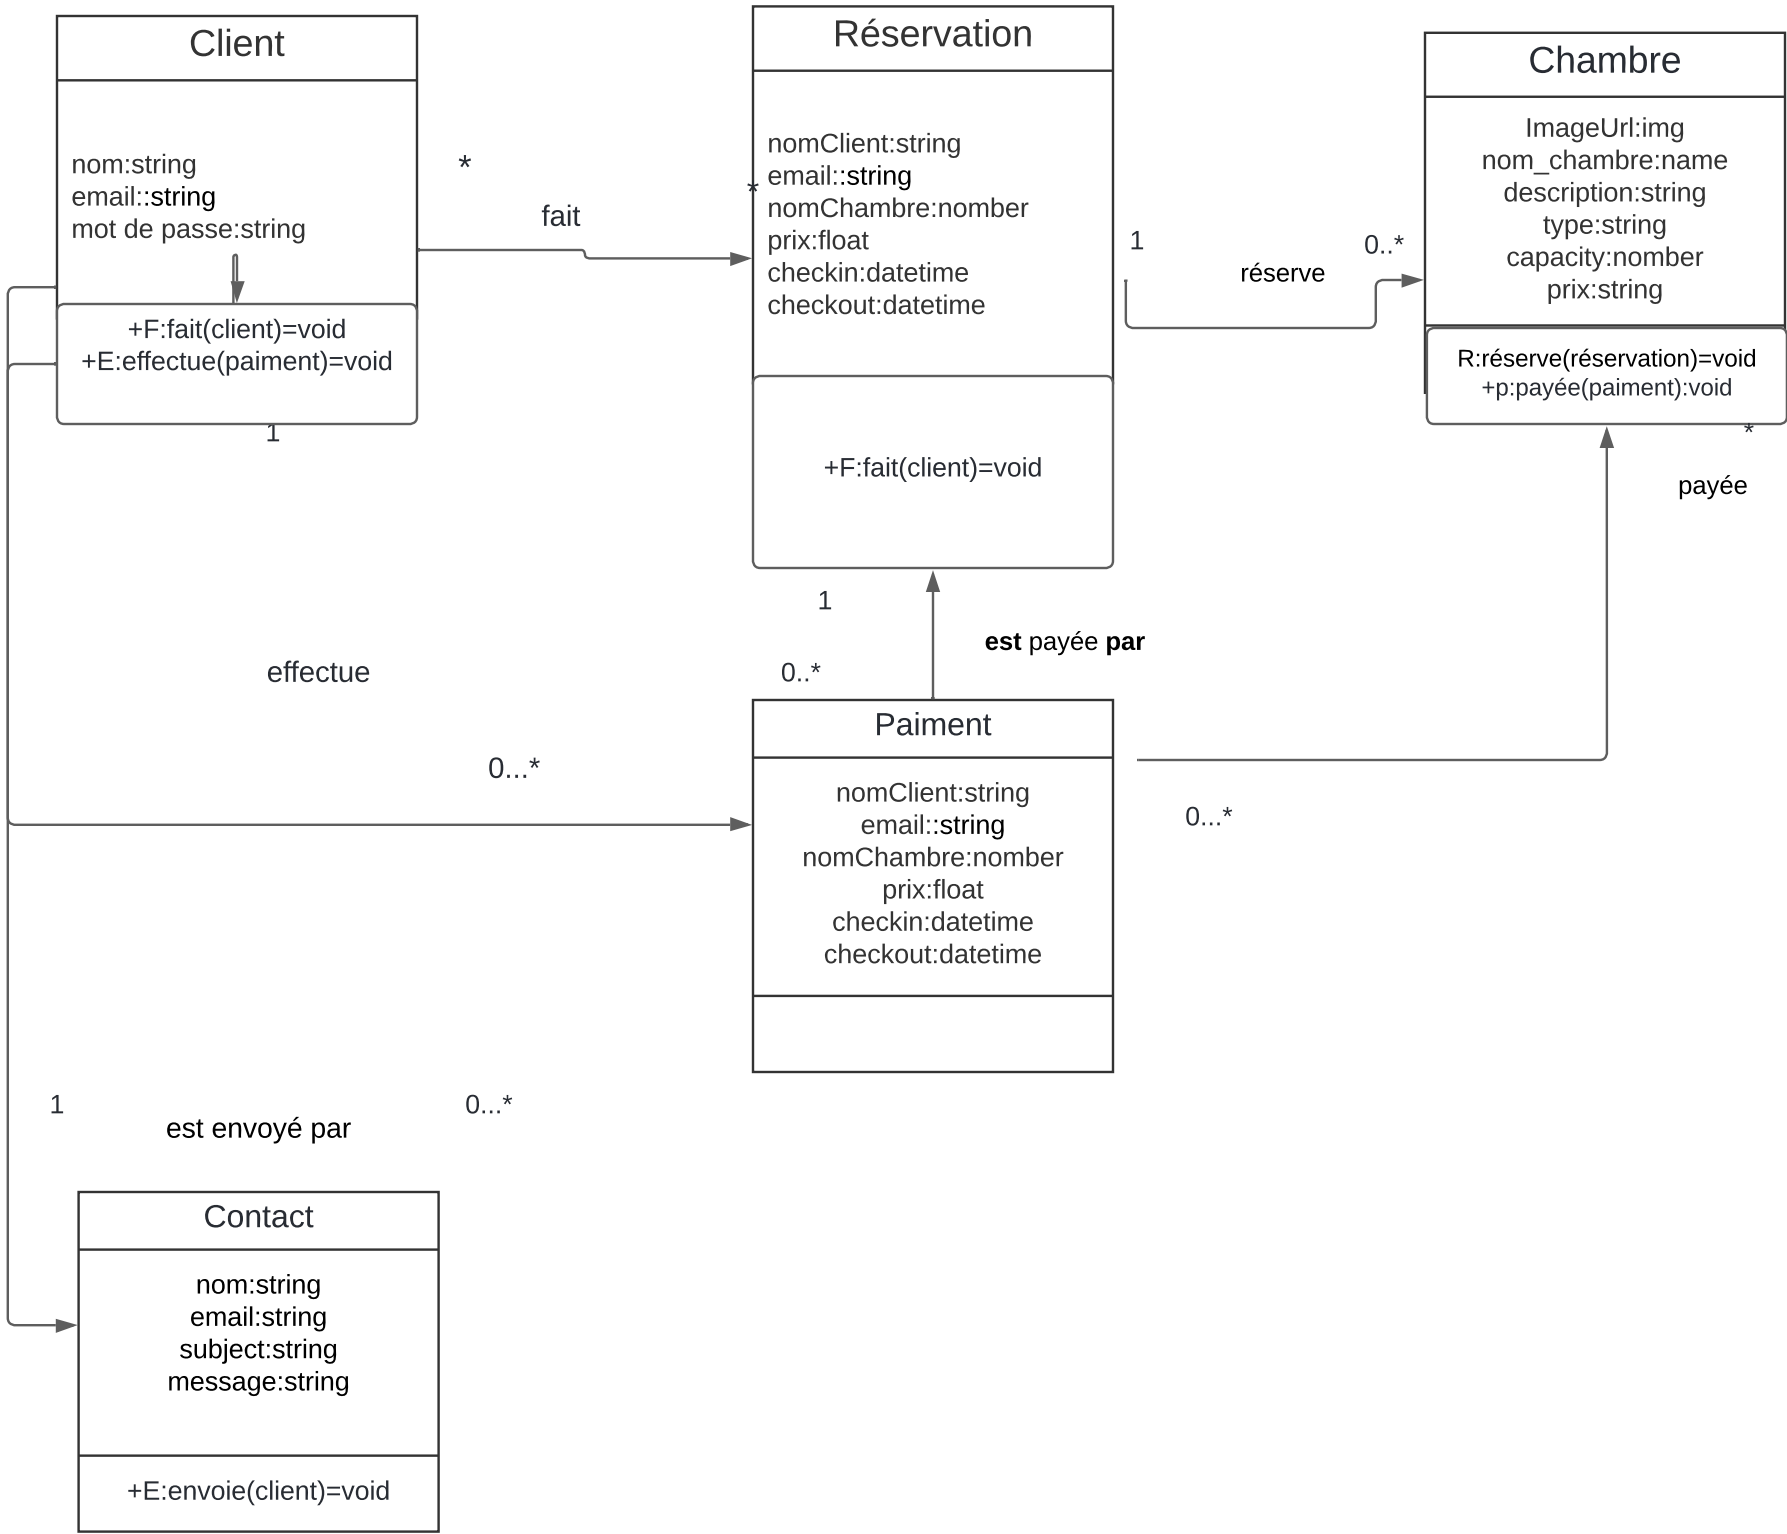 Client
nom:string
email::string
mot de passe:string
+F:fait(client)=void
+E:effectue(paiment)=void
1
*
fait
*
Réservation
nomClient:string
email::string
nomChambre:nomber
prix:float
checkin:datetime
checkout:datetime
+F:fait(client)=void
1
réserve
0..*
Chambre
ImageUrl:img
nom_chambre:name
description:string
type:string
capacity:nomber
prix:string
R:réserve(réservation)=void
+p:payée(paiment):void
*
payée
1
est payée par
0..*
effectue
0...*
Paiment
nomClient:string
email::string
nomChambre:nomber
prix:float
checkin:datetime
checkout:datetime
0...*
1
0...*
est envoyé par
Contact
nom:string
email:string
subject:string
message:string
+E:envoie(client)=void